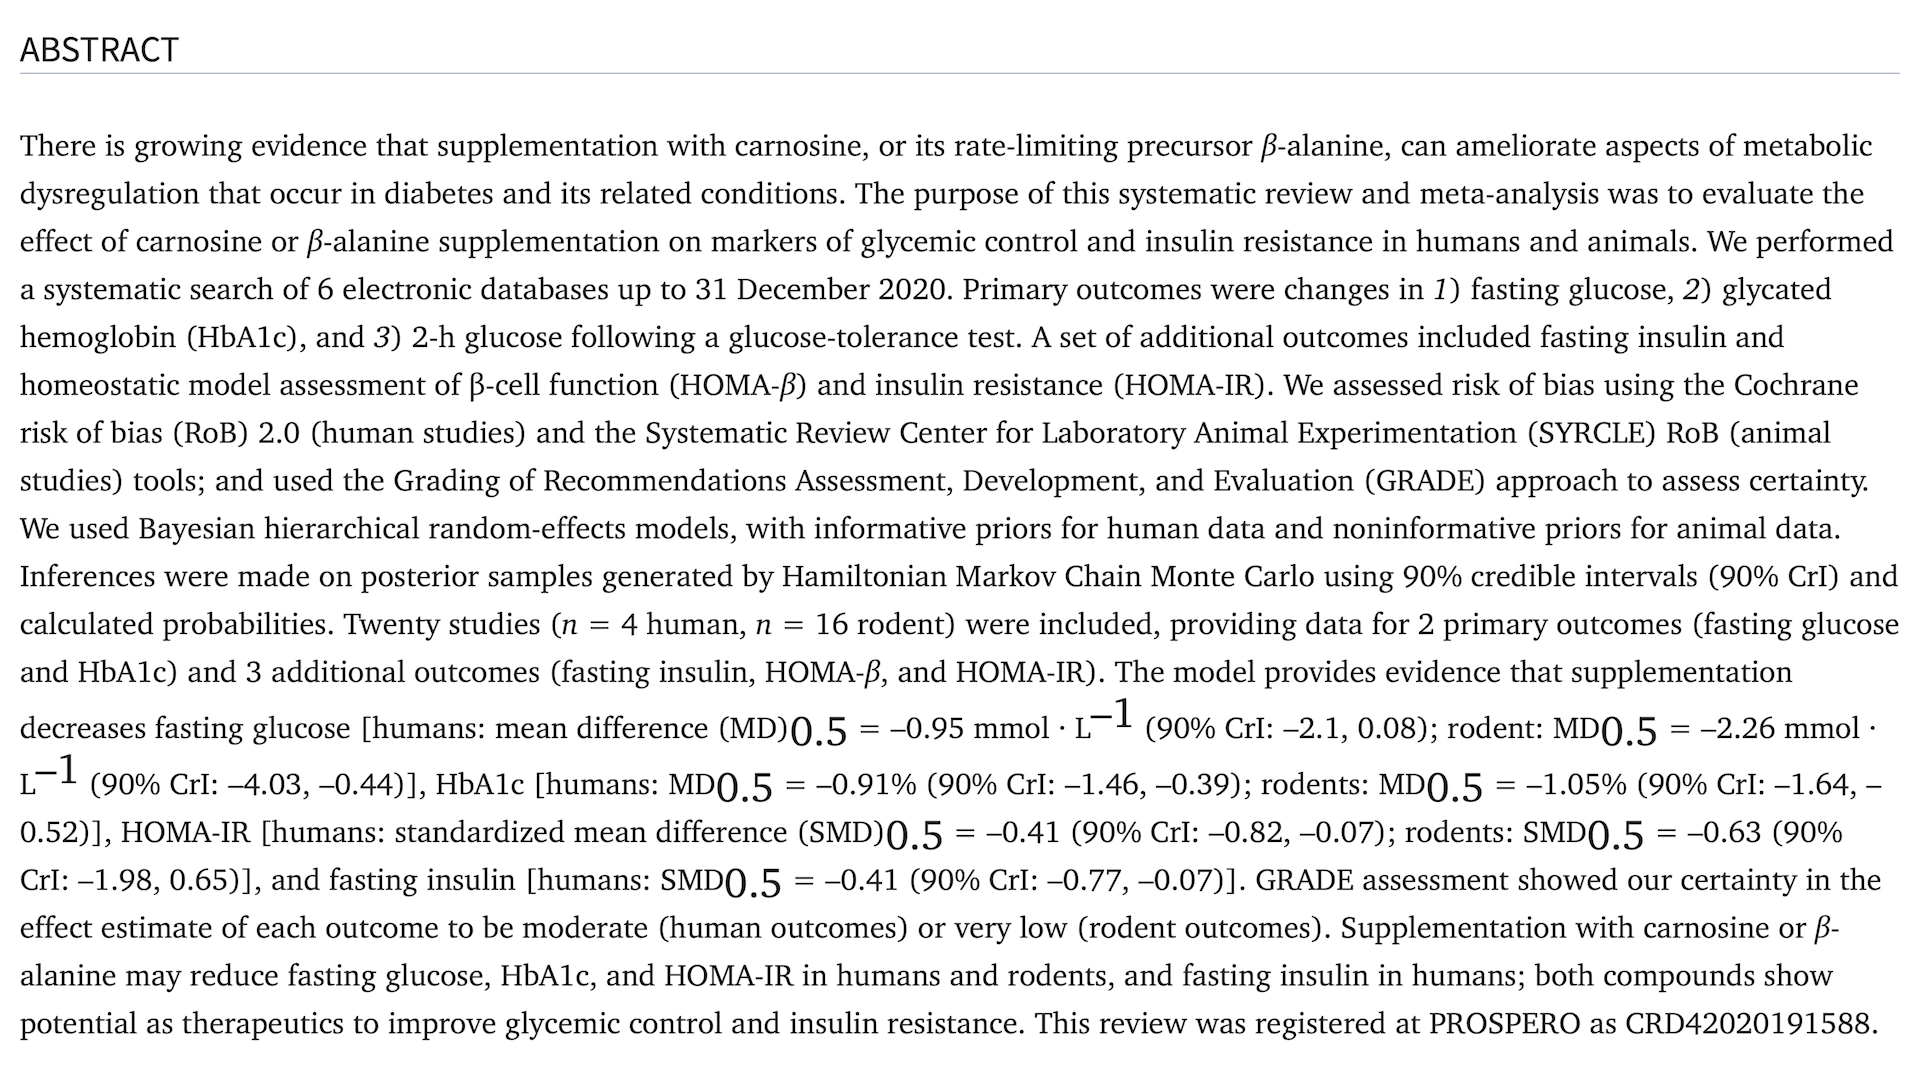 ABSTRACT
There is growing evidence that supplementation with carnosine, or its rate-limiting precursor β-alanine, can ameliorate aspects of metabolic
dysregulation that occur in diabetes and its related conditions. The purpose of this systematic review and meta-analysis was to evaluate the
effect of carnosine or β-alanine supplementation on markers of glycemic control and insulin resistance in humans and animals. We performed
a systematic search of 6 electronic databases up to 31 December 2020. Primary outcomes were changes in 1) fasting glucose, 2) glycated
hemoglobin (HbA1c), and 3) 2-h glucose following a glucose-tolerance test. A set of additional outcomes included fasting insulin and
homeostatic model assessment of β-cell function (HOMA-β) and insulin resistance (HOMA-IR). We assessed risk of bias using the Cochrane
risk of bias (RoB) 2.0 (human studies) and the Systematic Review Center for Laboratory Animal Experimentation (SYRCLE) RoB (animal
studies) tools; and used the Grading of Recommendations Assessment, Development, and Evaluation (GRADE) approach to assess certainty.
We used Bayesian hierarchical random-effects models, with informative priors for human data and noninformative priors for animal data.
Inferences were made on posterior samples generated by Hamiltonian Markov Chain Monte Carlo using 90% credible intervals (90% CrI) and
calculated probabilities. Twenty studies (n = 4 human, n = 16 rodent) were included, providing data for 2 primary outcomes (fasting glucose
and HbA1c) and 3 additional outcomes (fasting insulin, HOMA-β, and HOMA-IR). The model provides evidence that supplementation
decreases fasting glucose [humans: mean difference (MD)0.5 = –0.95 mmol · L−1 (90% CrI: –2.1, 0.08); rodent: MD0.5 = –2.26 mmol ·
L−1 (90% CrI: –4.03, –0.44)], HbA1c [humans: MD0.5 = –0.91% (90% CrI: –1.46, –0.39); rodents: MD0.5 = –1.05% (90% CrI: –1.64, –
0.52)], HOMA-IR [humans: standardized mean difference (SMD)0.5 = –0.41 (90% CrI: –0.82, –0.07); rodents: SMD0.5 = –0.63 (90%
CrI: –1.98, 0.65)], and fasting insulin [humans: SMD0.5 = –0.41 (90% CrI: –0.77, –0.07)]. GRADE assessment showed our certainty in the
effect estimate of each outcome to be moderate (human outcomes) or very low (rodent outcomes). Supplementation with carnosine or β-
alanine may reduce fasting glucose, HbA1c, and HOMA-IR in humans and rodents, and fasting insulin in humans; both compounds show
potential as therapeutics to improve glycemic control and insulin resistance. This review was registered at PROSPERO as CRD42020191588.